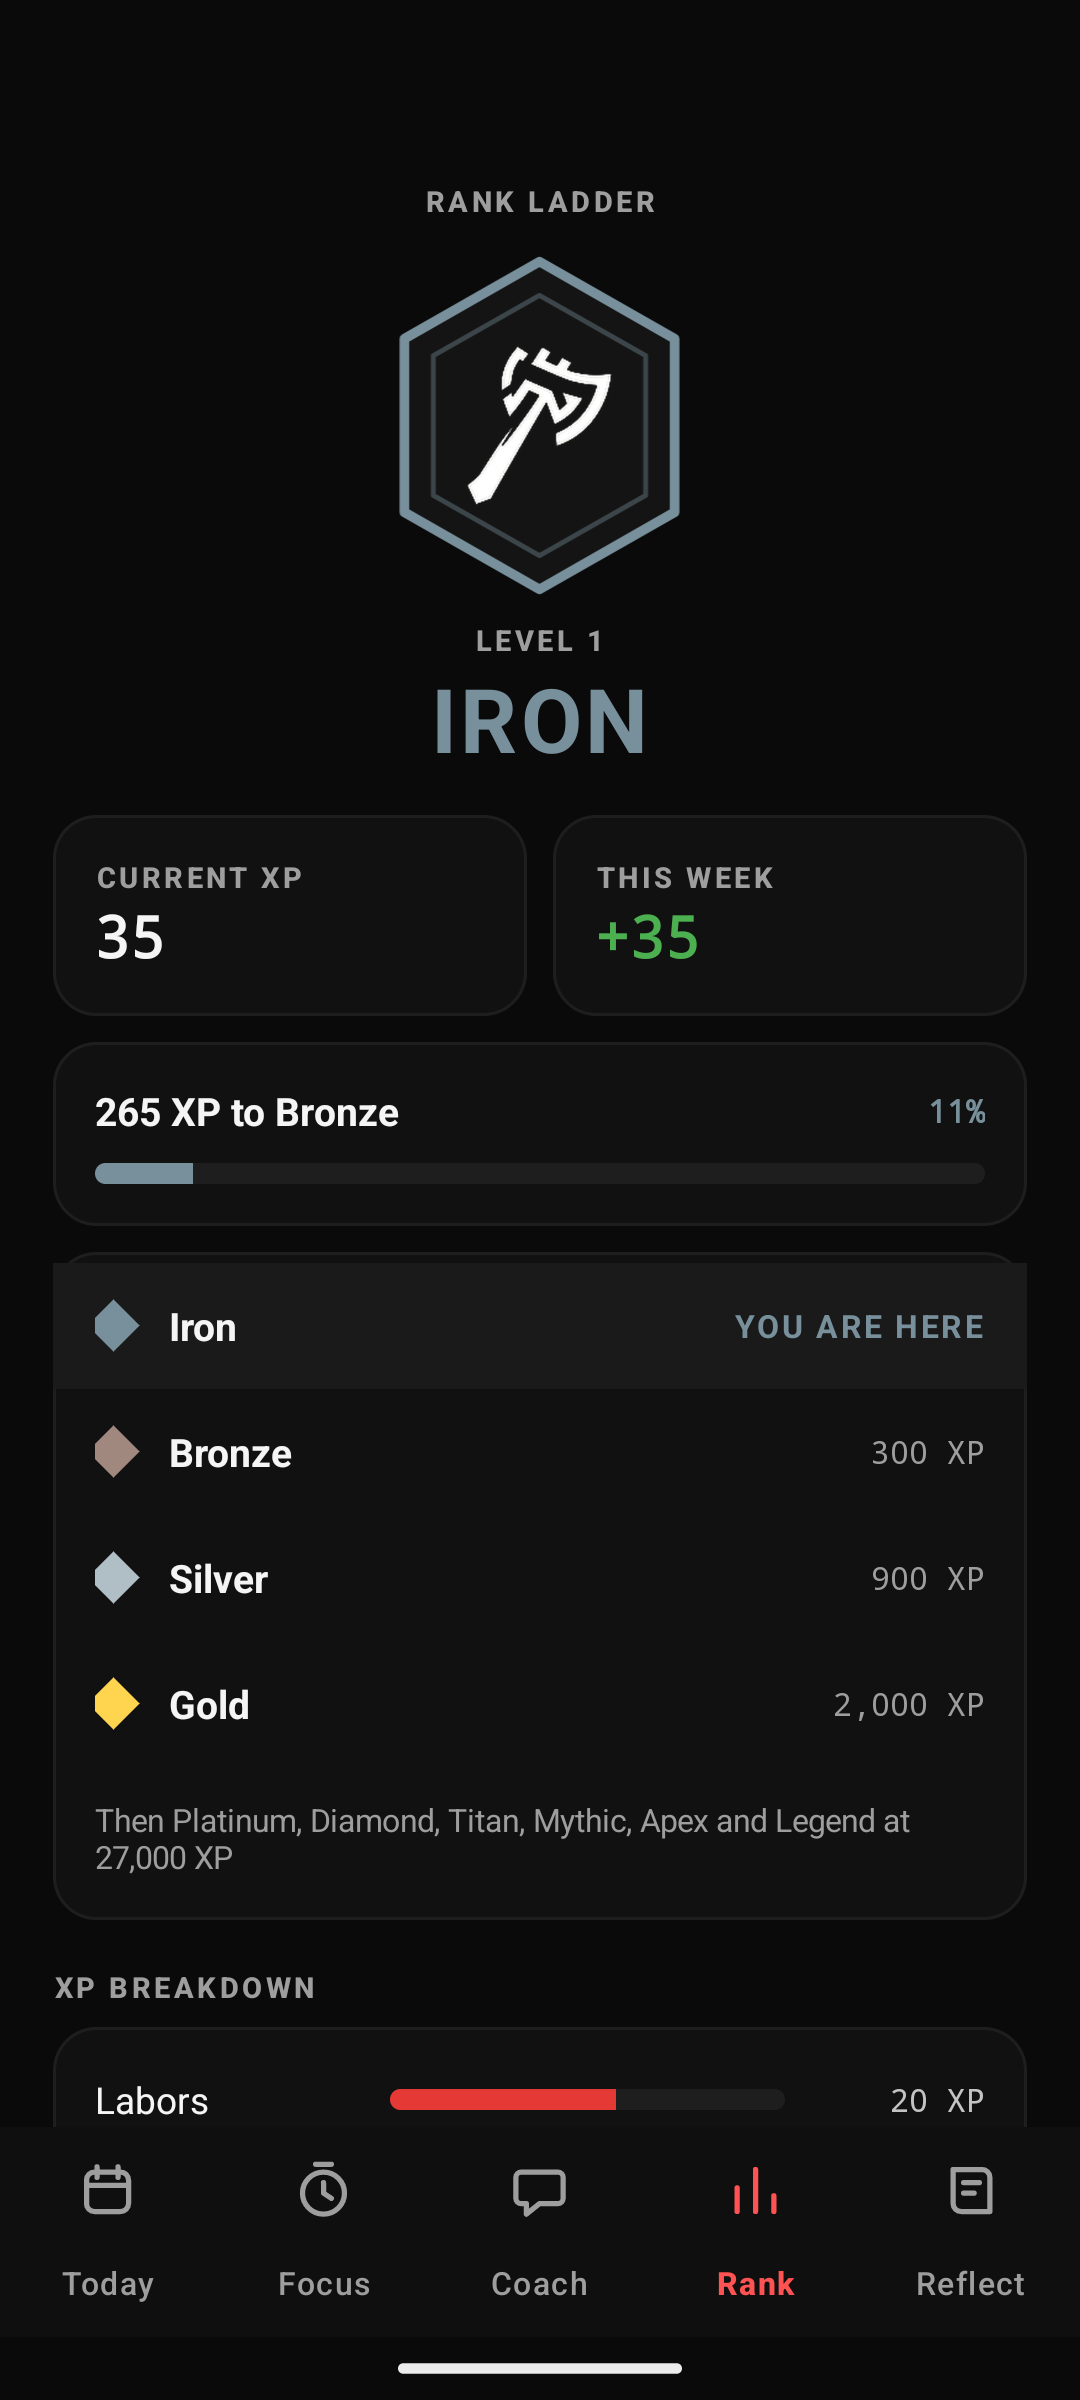 RANK LADDER
LEVEL 1
IRON
CURRENT XP
35
THIS WEEK
+35
265 XP to Bronze
11%
Iron
YOU ARE HERE
Bronze
300 XP
Silver
900 XP
Gold
2,000 XP
Then Platinum, Diamond, Titan, Mythic, Apex and Legend at
27,000 XP
XP BREAKDOWN
Labors
20 XP
Today
Focus
Coach
Rank
Reflect